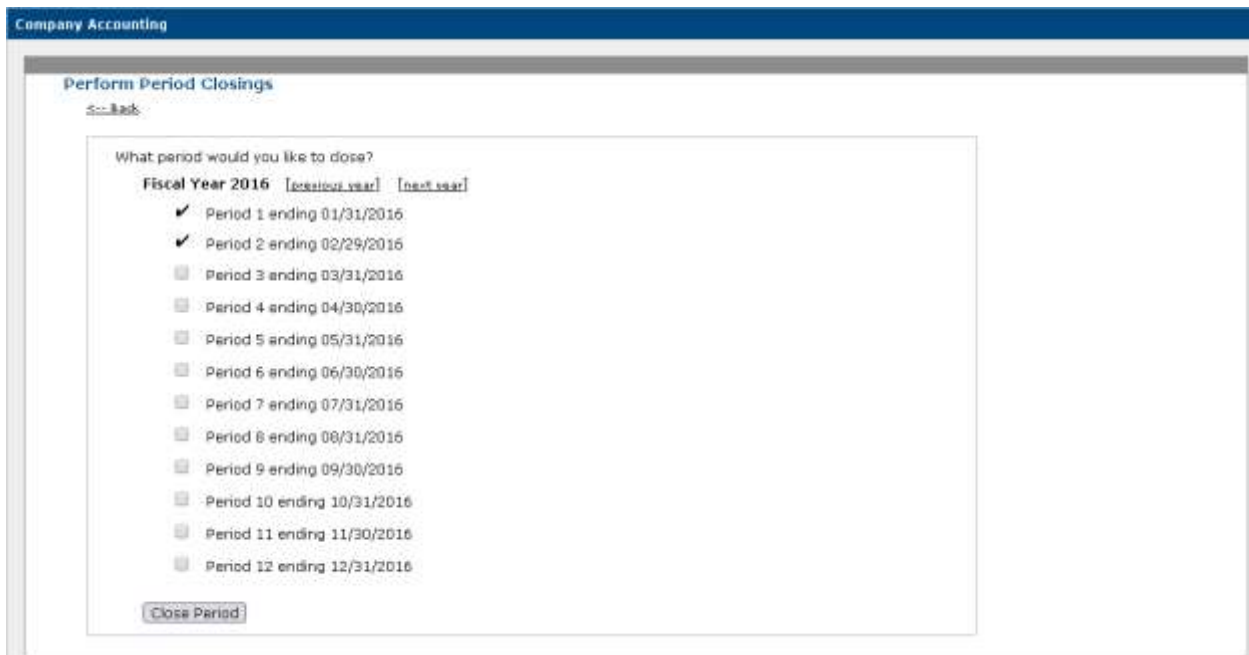 Company Accounting
Perform Period Closings
<-- Back
What period would you like to close?
Fiscal Year 2016 [previous year] [next year]
✔ Period 1 ending 01/31/2016
✔ Period 2 ending 02/29/2016
Period 3 ending 03/31/2016
Period 4 ending 04/30/2016
Period 5 ending 05/31/2016
Period 6 ending 06/30/2016
Period 7 ending 07/31/2016
Period 8 ending 08/31/2016
Period 9 ending 09/30/2016
Period 10 ending 10/31/2016
Period 11 ending 11/30/2016
Period 12 ending 12/31/2016
Close Period